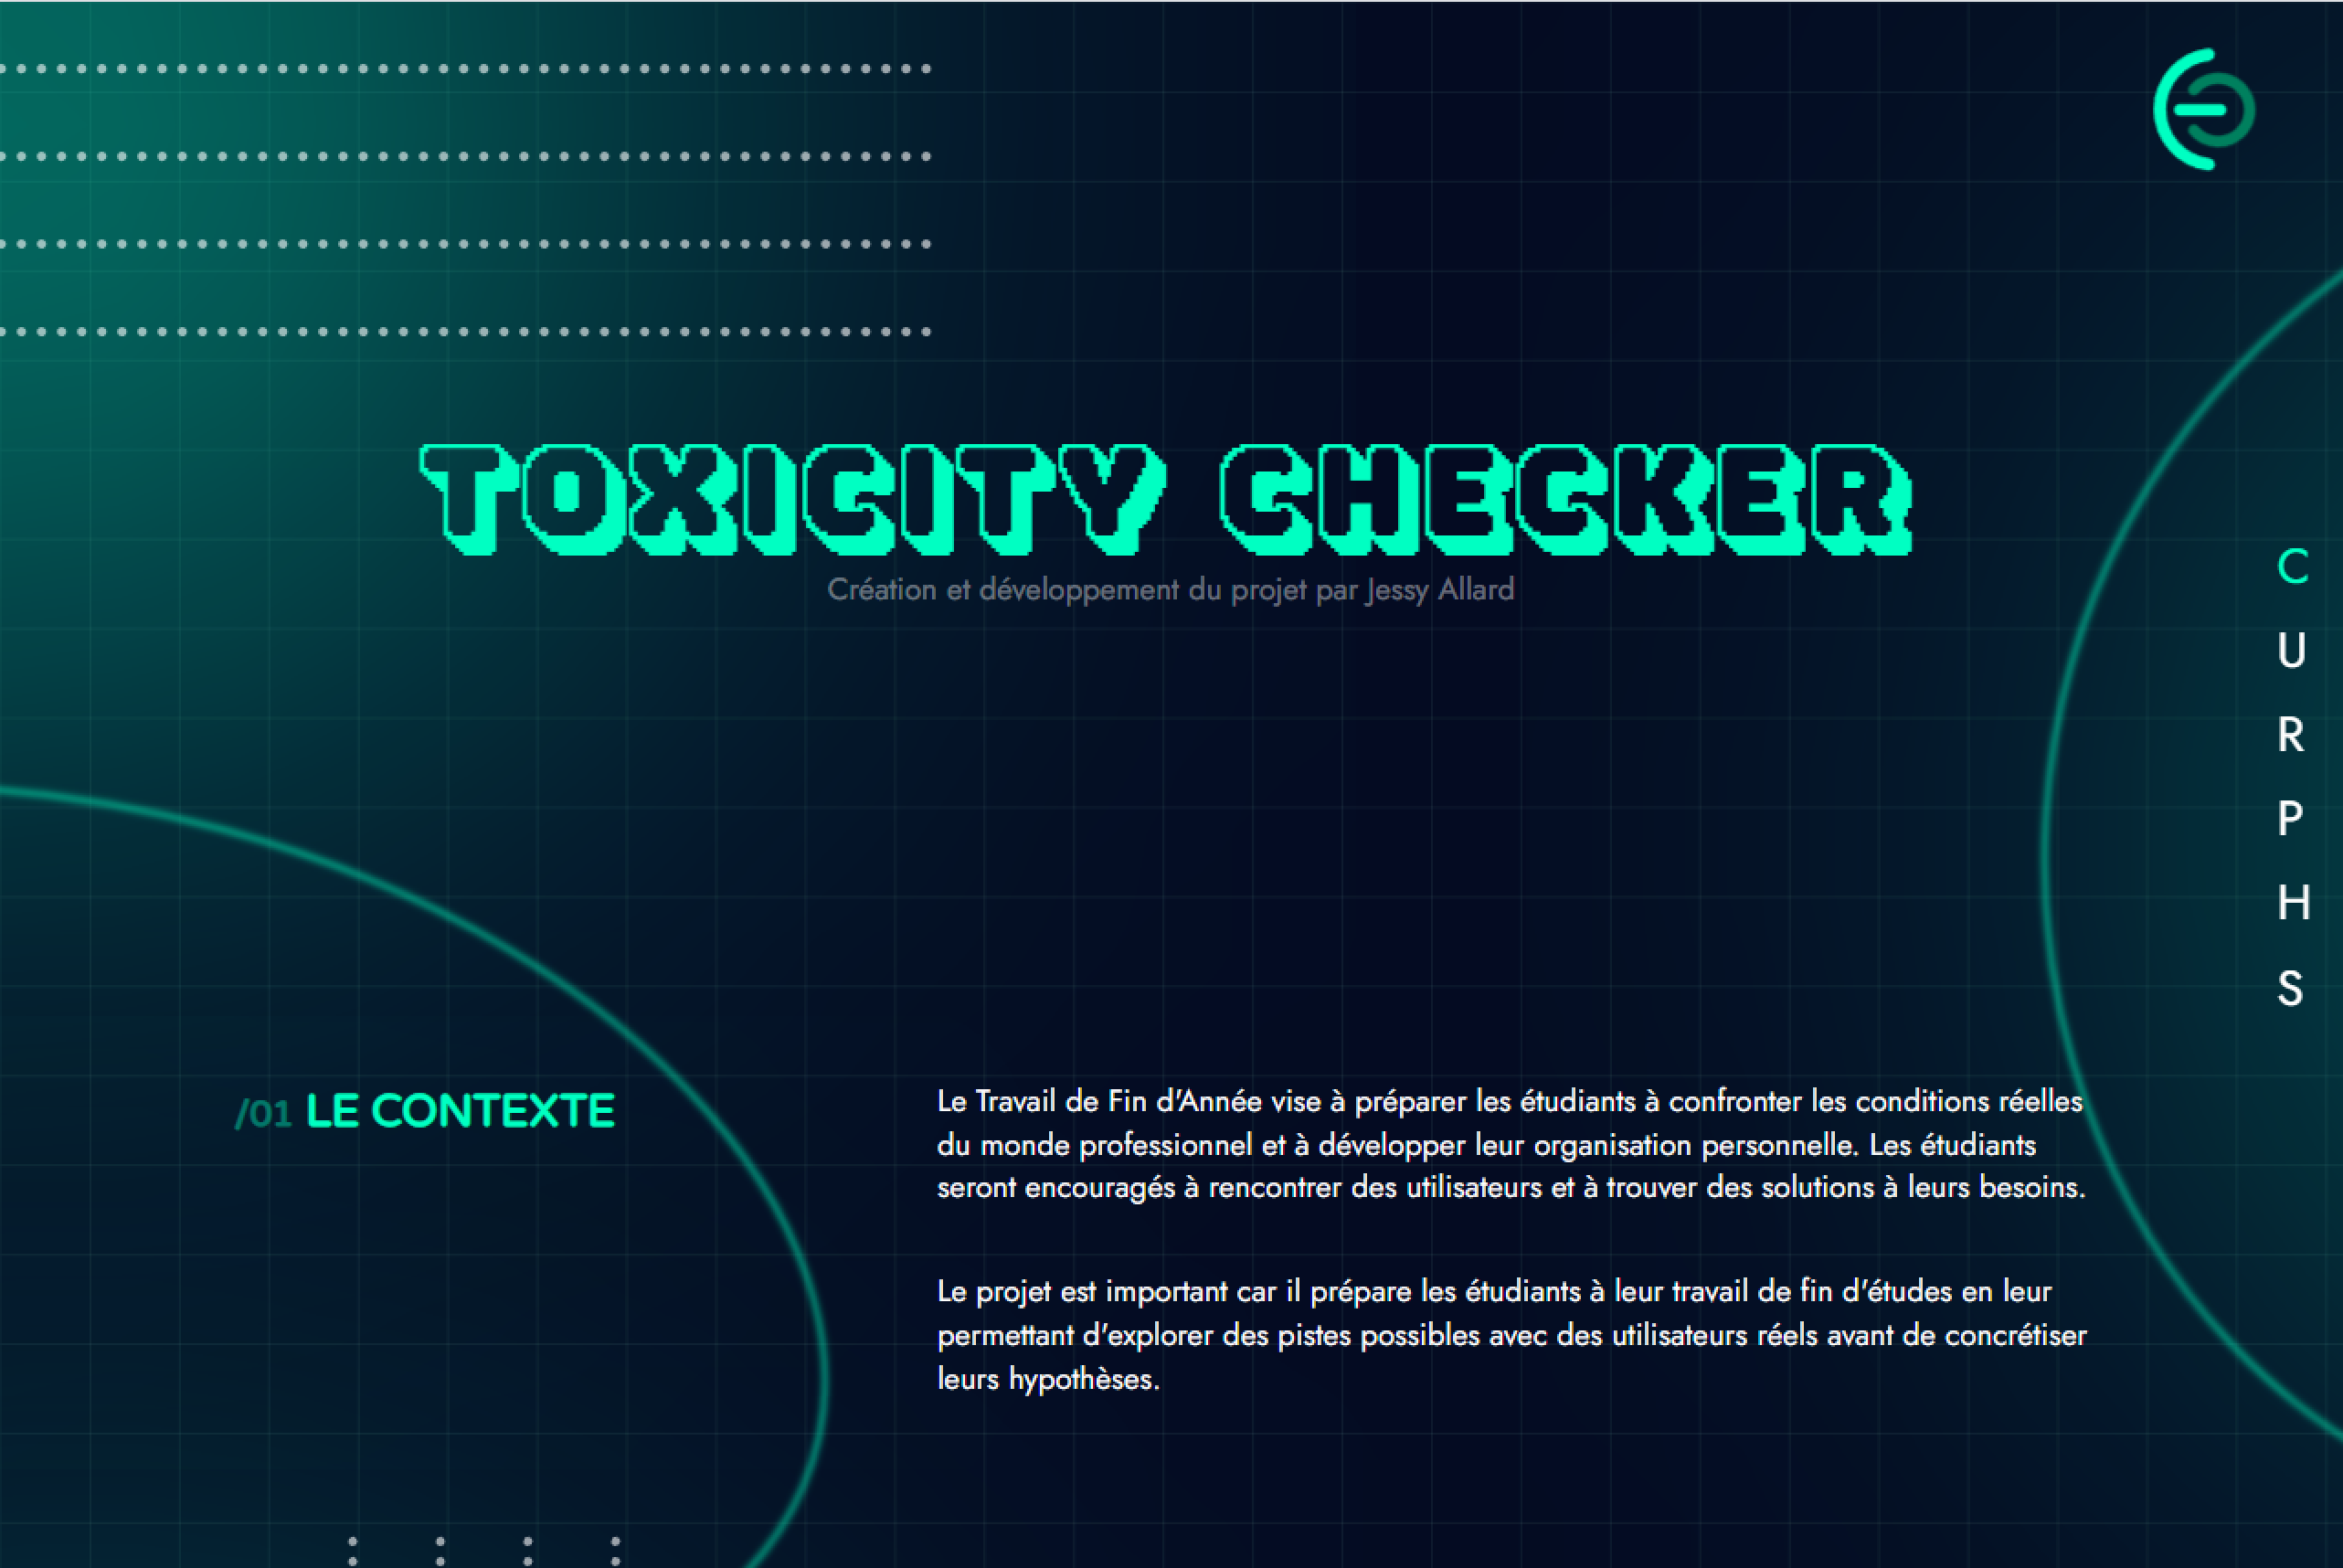 TOXICITY CHECKER
Création et développement du projet par Jessy Allard
C
U
R
P
H
S
/01 LE CONTEXTE
Le Travail de Fin d'Année vise à préparer les étudiants à confronter les conditions réelles
du monde professionnel et à développer leur organisation personnelle. Les étudiants
seront encouragés à rencontrer des utilisateurs et à trouver des solutions à leurs besoins.
Le projet est important car il prépare les étudiants à leur travail de fin d'études en leur
permettant d'explorer des pistes possibles avec des utilisateurs réels avant de concrétiser
leurs hypothèses.